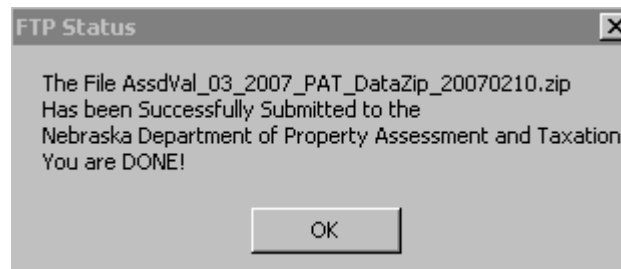 FTP Status
The File AssdVal_03_2007_PAT_DataZip_20070210.zip
Has been Successfully Submitted to the
Nebraska Department of Property Assessment and Taxation
You are DONE!
OK